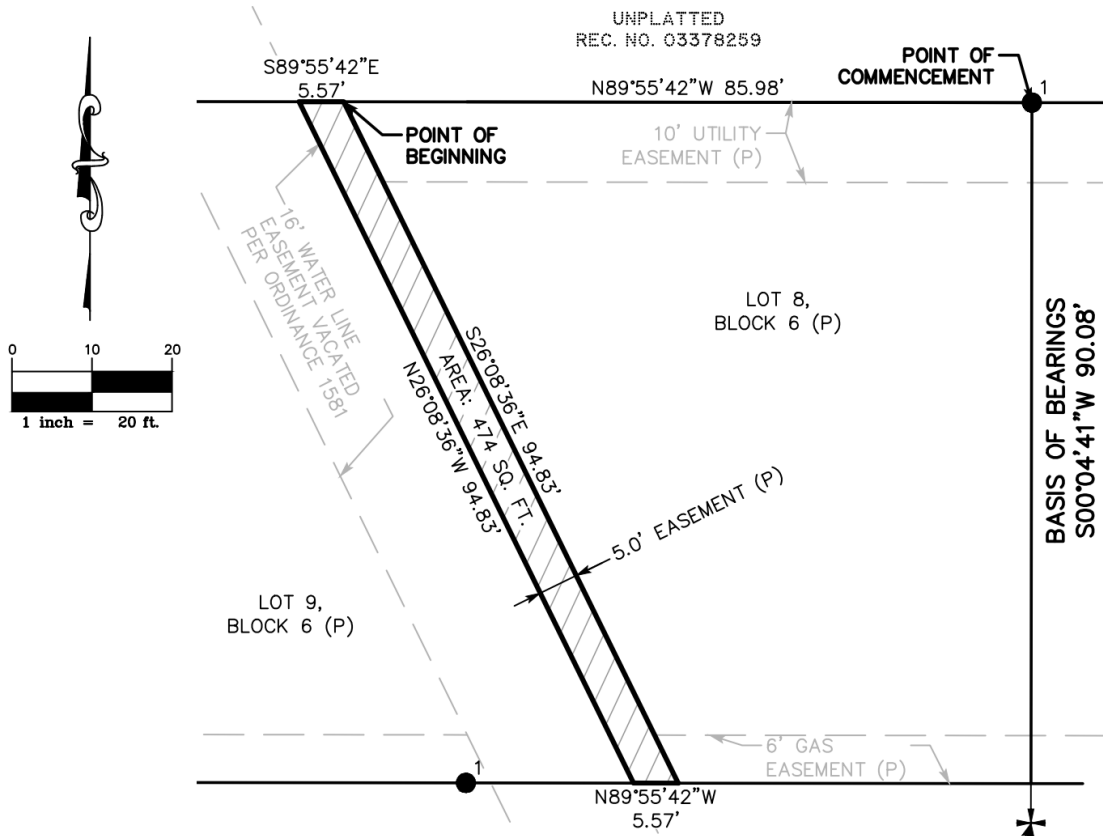 UNPLATTED
REC. NO. 03378259
S89°55'42"E
5.57'
N89°55'42"W 85.98'
POINT OF
COMMENCEMENT
1
POINT OF
BEGINNING
10' UTILITY
EASEMENT (P)
16' WATER LINE
EASEMENT VACATED
PER ORDINANCE 1581
LOT 8,
BLOCK 6 (P)
S26°08'36"E 94.83'
AREA: 474 SQ. FT.
N26°08'36"W 94.83'
BASIS OF BEARINGS
S00°04'41"W 90.08'
0 10 20
1 inch = 20 ft.
5.0' EASEMENT (P)
LOT 9,
BLOCK 6 (P)
6' GAS
EASEMENT (P)
1
N89°55'42"W
5.57'